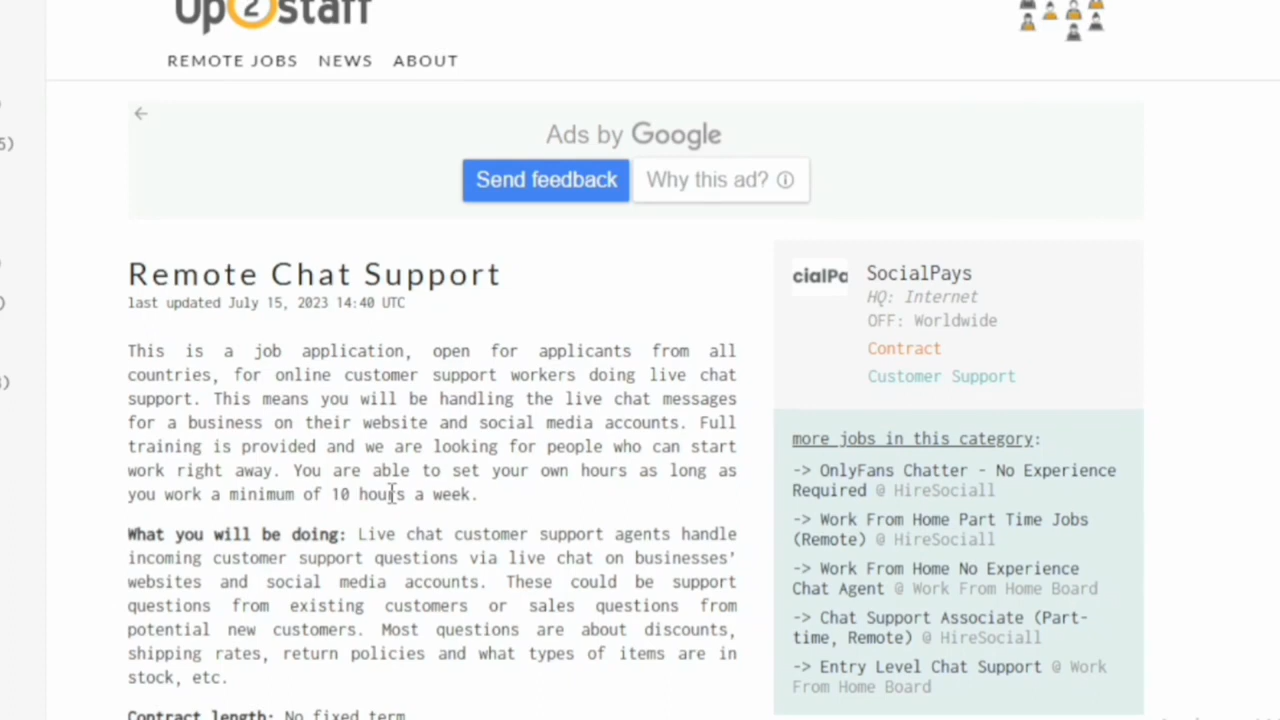 Up2staff
REMOTE JOBS NEWS ABOUT
Ads by Google
Send feedback Why this ad?
Remote Chat Support
last updated July 15, 2023 14:40 UTC
This is a job application, open for applicants from all
countries, for online customer support workers doing live chat
support. This means you will be handling the live chat messages
for a business on their website and social media accounts. Full
training is provided and we are looking for people who can start
work right away. You are able to set your own hours as long as
you work a minimum of 10 hours a week.
What you will be doing: Live chat customer support agents handle
incoming customer support questions via live chat on businesses’
websites and social media accounts. These could be support
questions from existing customers or sales questions from
potential new customers. Most questions are about discounts,
shipping rates, return policies and what types of items are in
stock, etc.
Contract length: No fixed term
cialPa
SocialPays
HQ: Internet
OFF: Worldwide
Contract
Customer Support
more jobs in this category:
-> OnlyFans Chatter - No Experience
Required @ HireSociall
-> Work From Home Part Time Jobs
(Remote) @ HireSociall
-> Work From Home No Experience
Chat Agent @ Work From Home Board
-> Chat Support Associate (Part-
time, Remote) @ HireSociall
-> Entry Level Chat Support @ Work
From Home Board